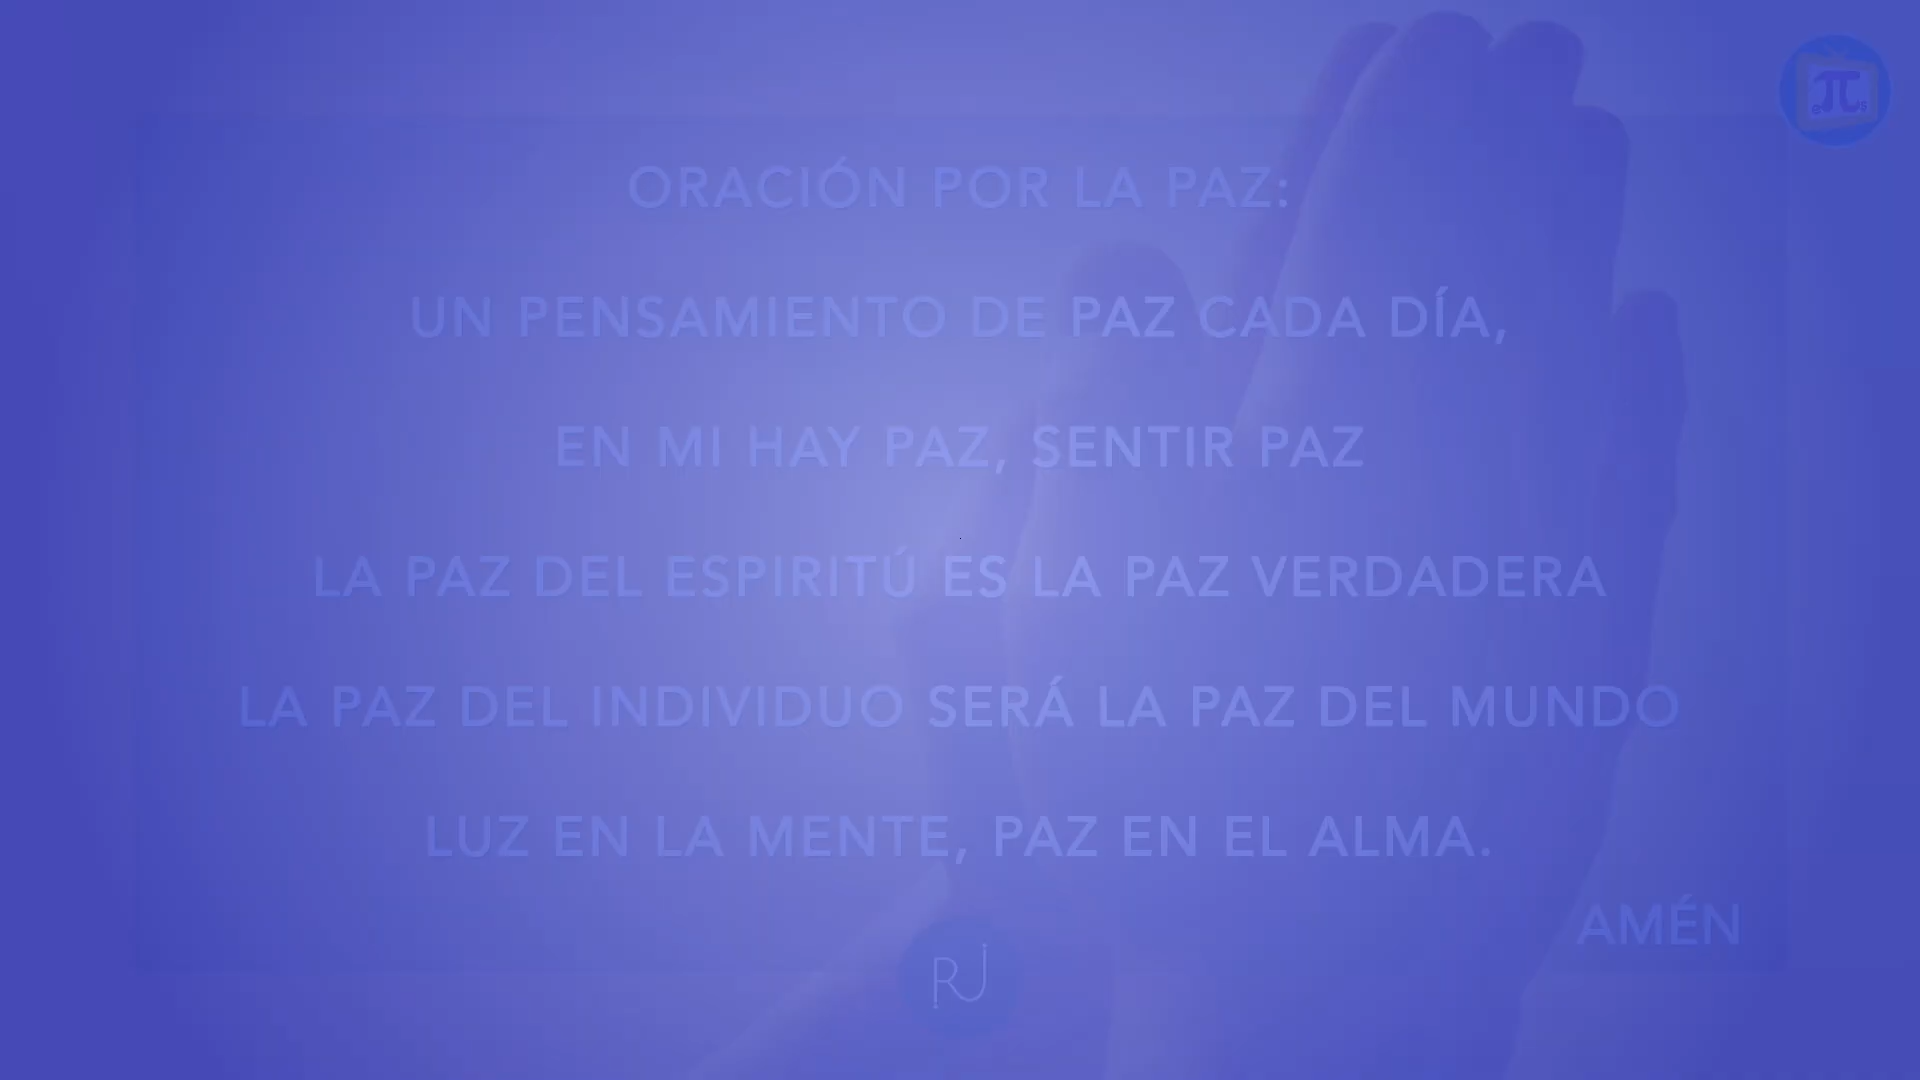 ORACIÓN POR LA PAZ:
UN PENSAMIENTO DE PAZ CADA DÍA,
EN MI HAY PAZ, SENTIR PAZ
LA PAZ DEL ESPIRITÚ ES LA PAZ VERDADERA
LA PAZ DEL INDIVIDUO SERÁ LA PAZ DEL MUNDO
LUZ EN LA MENTE, PAZ EN EL ALMA.
AMÉN
RJ
eπs